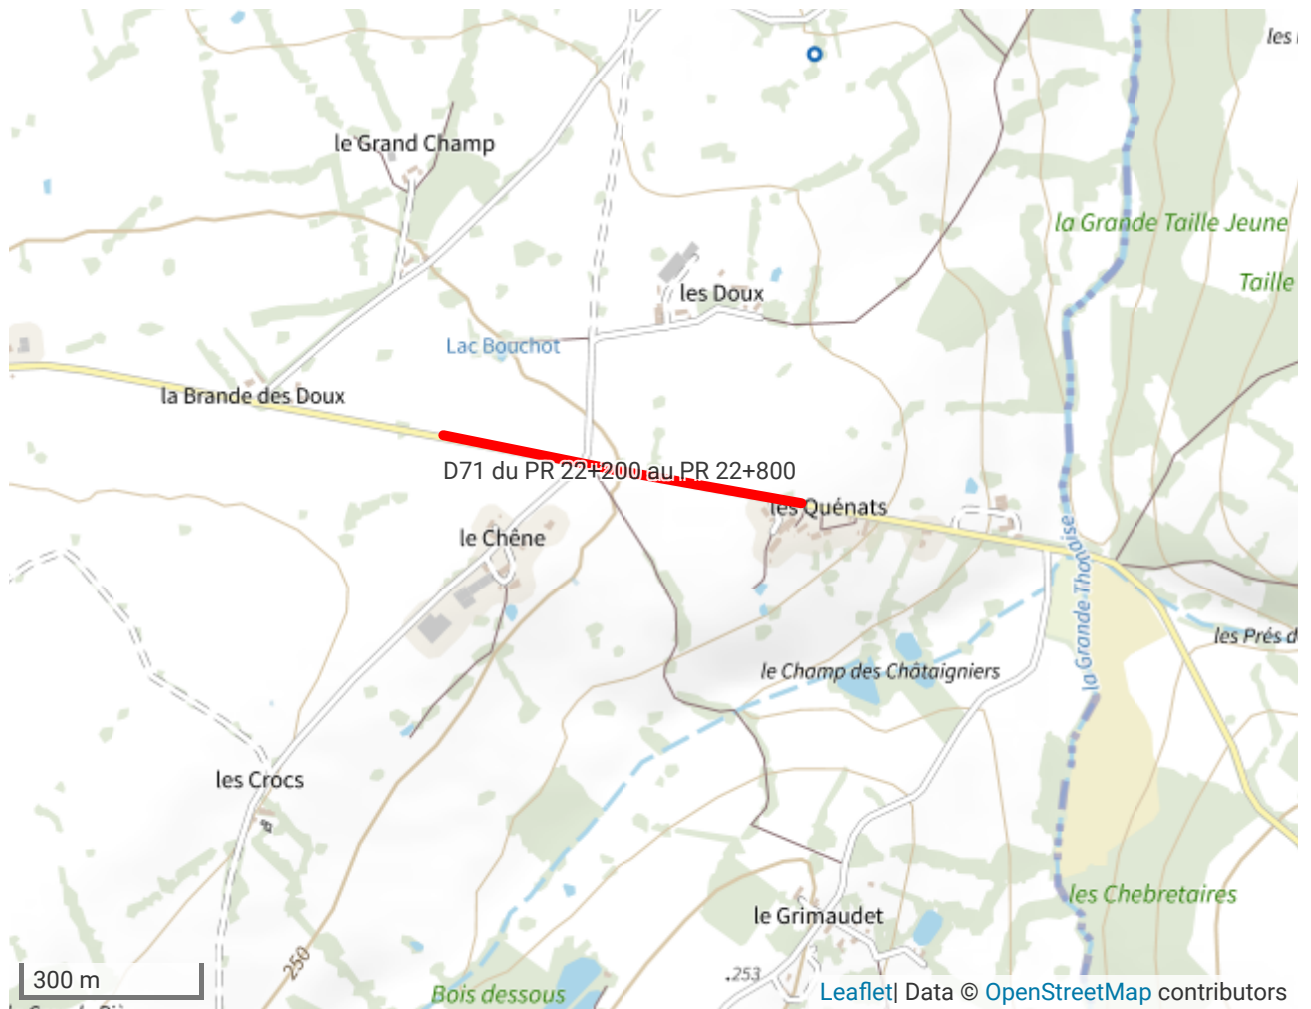 les
le Grand Champ
la Grande Taille Jeune
Taille
les Doux
Lac Bouchot
la Brande des Doux
D71 du PR 22+200 au PR 22+800
les Quénats
le Chêne
la Grande Thonaise
les Prés d
le Champ des Châtaigniers
les Crocs
les Chebretaires
le Grimaudet
250
.253
300 m
Bois dessous
Leaflet| Data © OpenStreetMap contributors